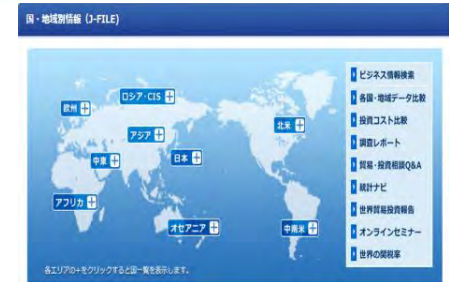 国・地域別情報 (J-FILE)
欧州
ロシア・CIS
アジア
中東
日本
北米
アフリカ
オセアニア
中南米
ビジネス情報検索
各国・地域データ比較
投資コスト比較
調査レポート
貿易・投資相談Q&A
統計ナビ
世界貿易投資報告
オンラインセミナー
世界の関税率
各エリアの+をクリックすると国一覧を表示します。